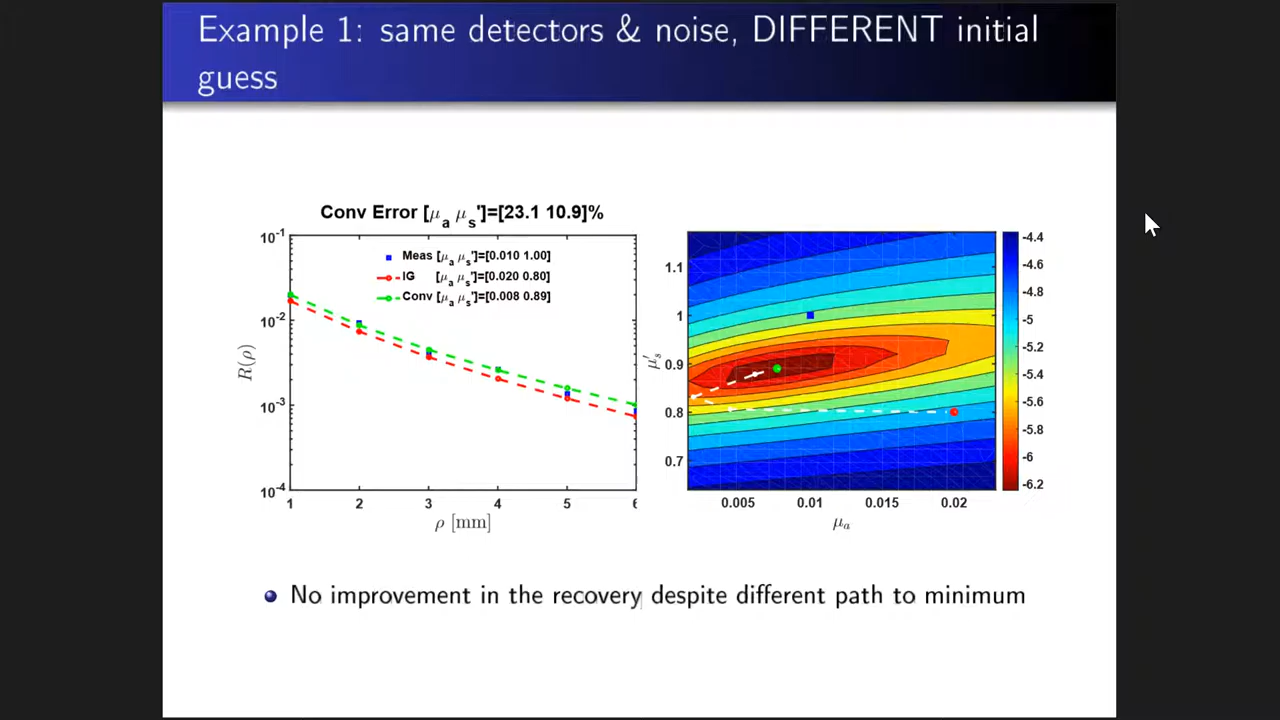 Example 1: same detectors & noise, DIFFERENT initial
guess
Conv Error [μa μs']=[23.1 10.9]%
10^-1
10^-2
10^-3
10^-4
R(ρ)
Meas [μa μs']=[0.010 1.00]
IG [μa μs']=[0.020 0.80]
Conv [μa μs']=[0.008 0.89]
1 2 3 4 5 6
ρ [mm]
1.1
1
0.9
0.8
0.7
μ's
0.005 0.01 0.015 0.02
μa
-4.4
-4.6
-4.8
-5
-5.2
-5.4
-5.6
-5.8
-6
-6.2
No improvement in the recovery despite different path to minimum